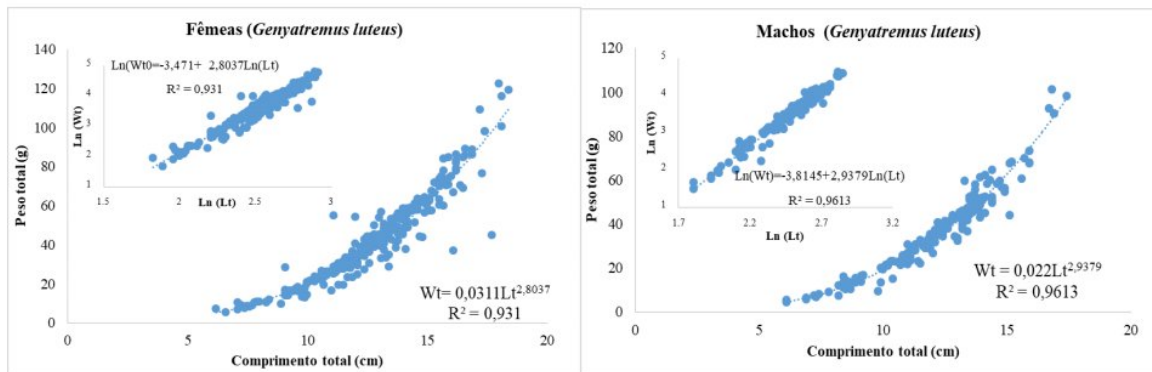 Fêmeas (Genyatremus luteus)
140
120
100
80
60
40
20
0
Peso total (g)
5
4
3
2
1
Ln (Wt)
Ln(Wt0=-3,471+ 2,8037Ln(Lt)
R² = 0,931
1.5
2
2.5
3
Ln (Lt)
Wt= 0,0311Lt2,8037
R² = 0,931
0
5
10
15
20
Comprimento total (cm)
Machos (Genyatremus luteus)
120
100
80
60
40
20
0
Peso total (g)
5
4
3
2
1
Ln (Wt)
Ln(Wt)=-3,8145+2,9379Ln(Lt)
R² = 0,9613
1.7
2.2
2.7
3.2
Ln (Lt)
Wt = 0,022Lt2,9379
R² = 0,9613
0
5
10
15
20
Comprimento total (cm)